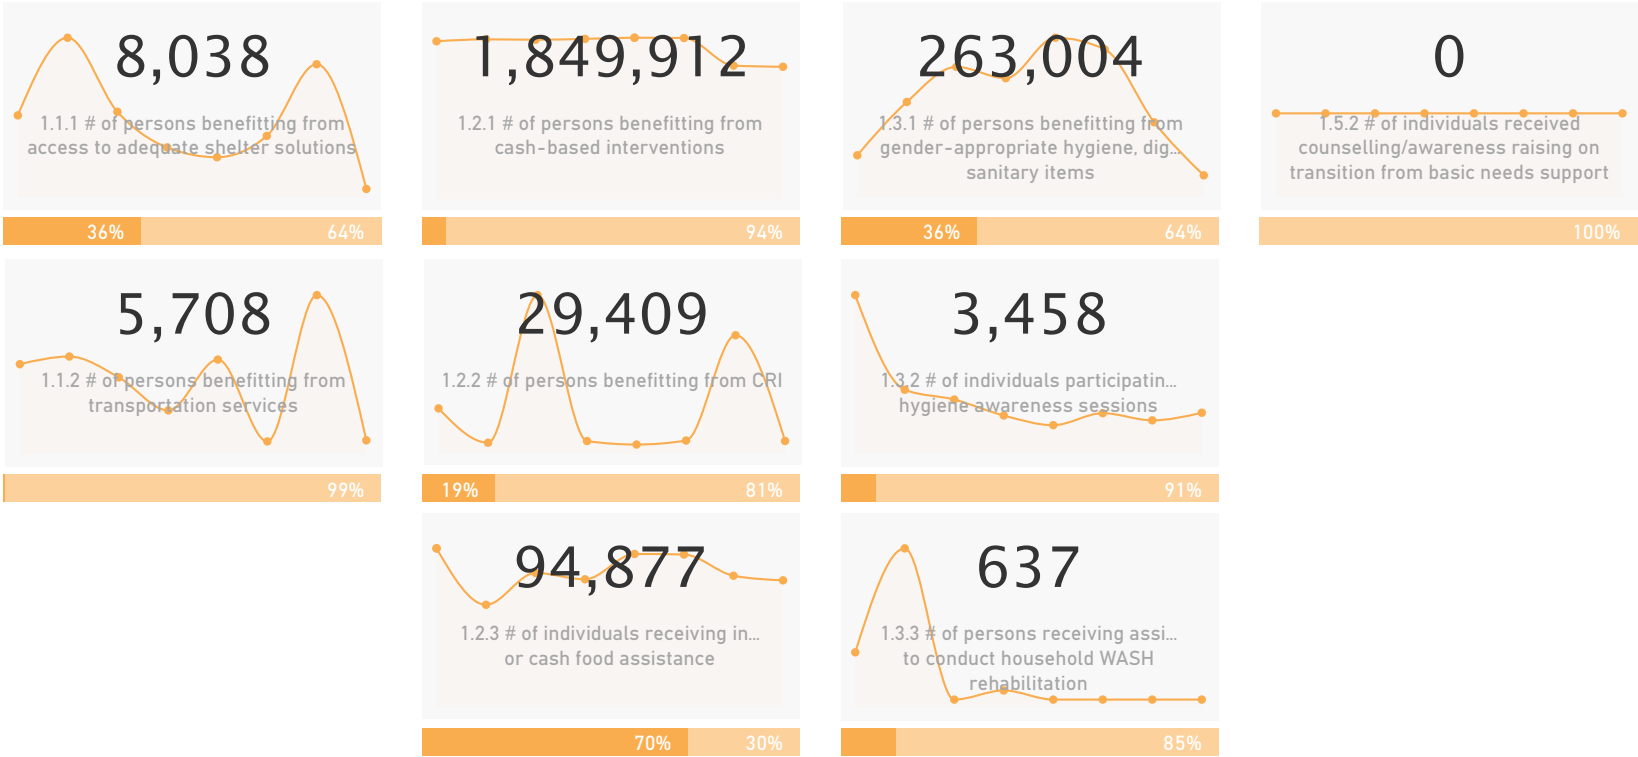 8,038
1.1.1 # of persons benefitting from
access to adequate shelter solutions
36% 64%
1,849,912
1.2.1 # of persons benefitting from
cash-based interventions
94%
263,004
1.3.1 # of persons benefitting from
gender-appropriate hygiene, dig...
sanitary items
36% 64%
0
1.5.2 # of individuals received
counselling/awareness raising on
transition from basic needs support
100%
5,708
1.1.2 # of persons benefitting from
transportation services
99%
29,409
1.2.2 # of persons benefitting from CRI
19% 81%
3,458
1.3.2 # of individuals participatin...
hygiene awareness sessions
91%
94,877
1.2.3 # of individuals receiving in...
or cash food assistance
70% 30%
637
1.3.3 # of persons receiving assi...
to conduct household WASH
rehabilitation
85%